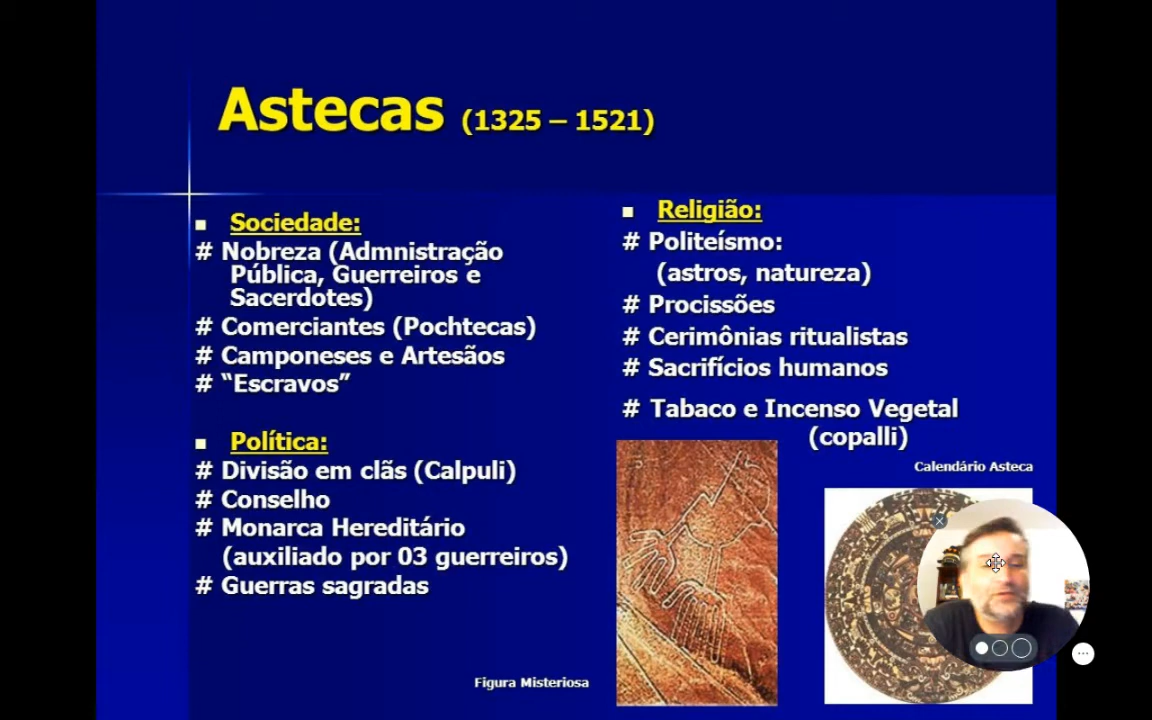 Astecas (1325 – 1521)
Sociedade:
# Nobreza (Admnistração
Pública, Guerreiros e
Sacerdotes)
# Comerciantes (Pochtecas)
# Camponeses e Artesãos
# “Escravos”
Política:
# Divisão em clãs (Calpuli)
# Conselho
# Monarca Hereditário
(auxiliado por 03 guerreiros)
# Guerras sagradas
Religião:
# Politeísmo:
(astros, natureza)
# Procissões
# Cerimônias ritualistas
# Sacrifícios humanos
# Tabaco e Incenso Vegetal
(copalli)
Calendário Asteca
Figura Misteriosa